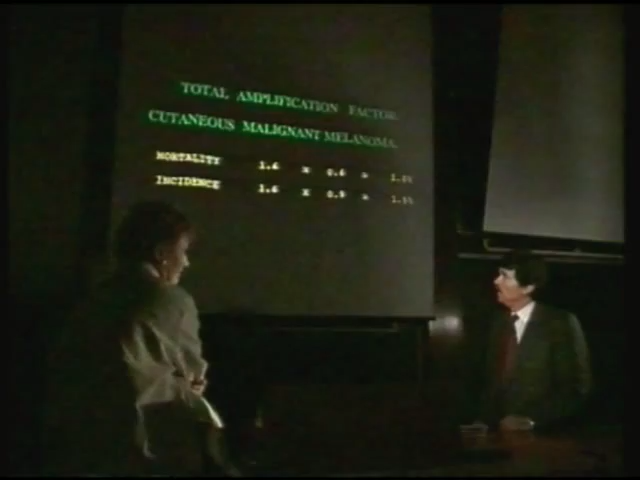 TOTAL AMPLIFICATION FACTOR
CUTANEOUS MALIGNANT MELANOMA.
MORTALITY 1.6 x 0.6 =
INCIDENCE 1.6 x 0.9 =